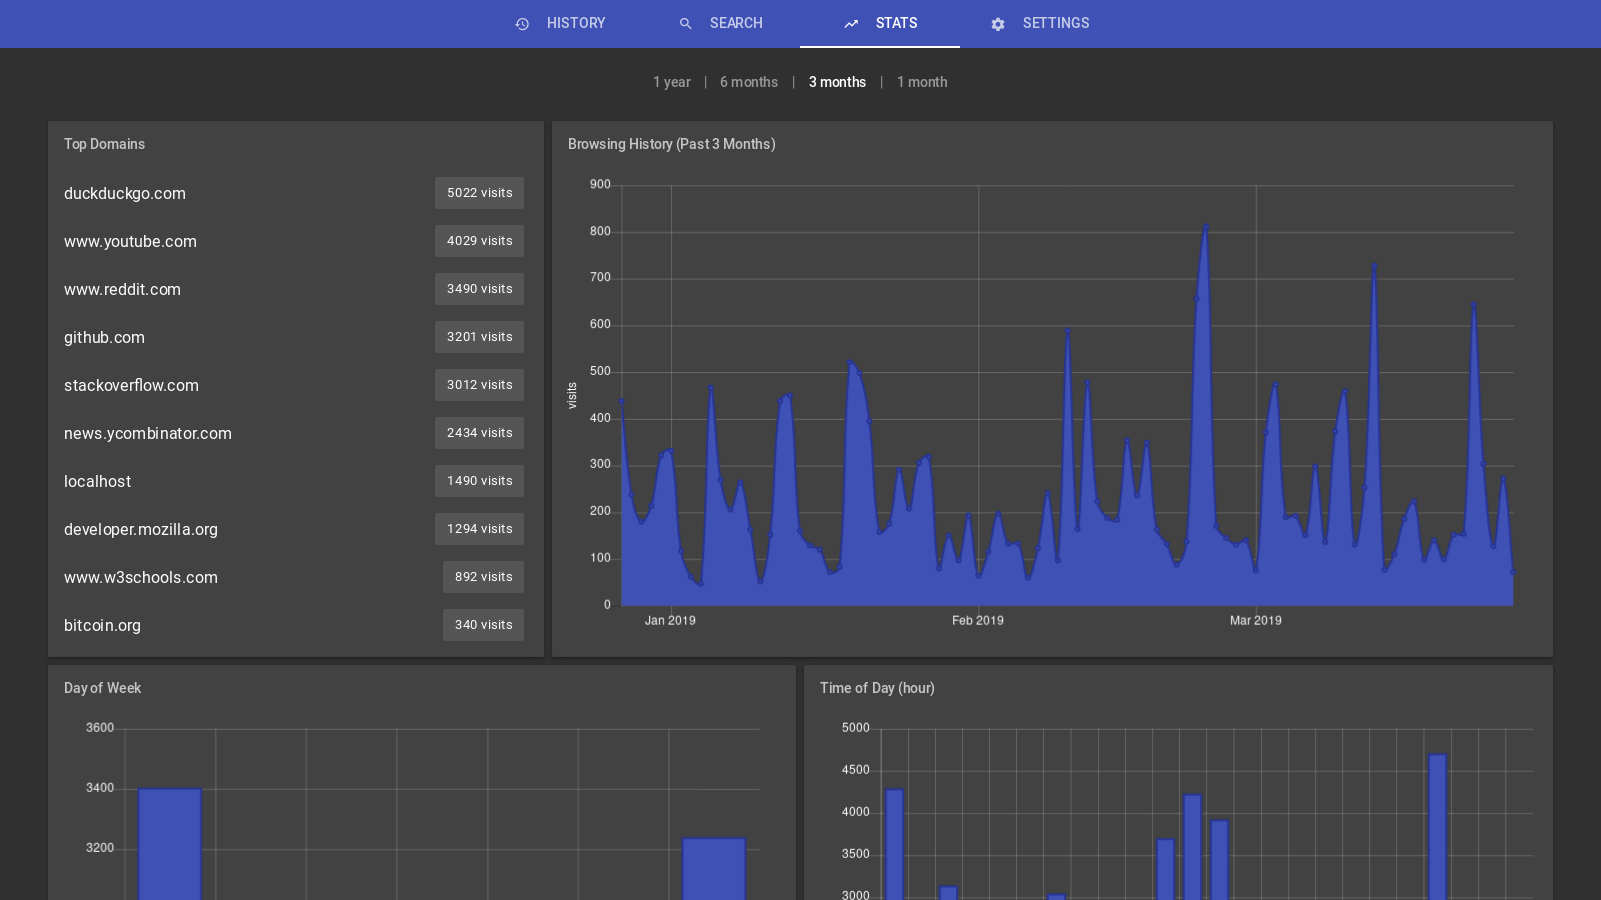 HISTORY SEARCH STATS SETTINGS
1 year | 6 months | 3 months | 1 month
Top Domains
duckduckgo.com 5022 visits
www.youtube.com 4029 visits
www.reddit.com 3490 visits
github.com 3201 visits
stackoverflow.com 3012 visits
news.ycombinator.com 2434 visits
localhost 1490 visits
developer.mozilla.org 1294 visits
www.w3schools.com 892 visits
bitcoin.org 340 visits
Browsing History (Past 3 Months)
900
800
700
600
500
400
300
200
100
0
visits
Jan 2019 Feb 2019 Mar 2019
Day of Week
3600
3400
3200
Time of Day (hour)
5000
4500
4000
3500
3000